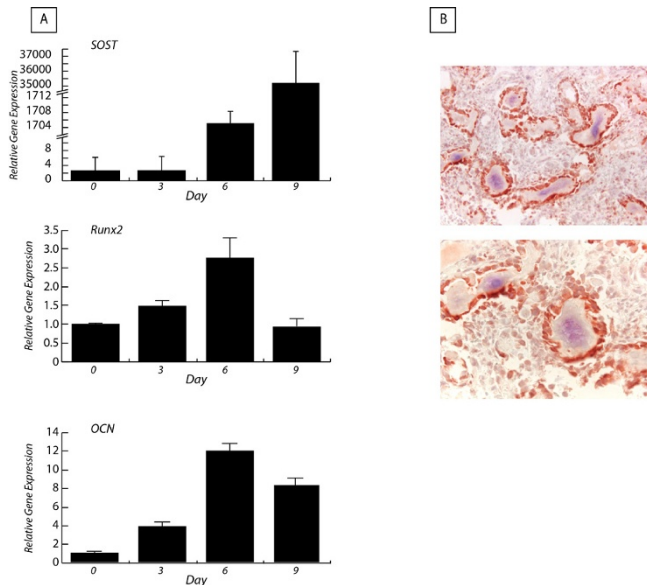 A
B
SOST
Relative Gene Expression
37000
36000
35000
1712
1708
1704
8
4
0
0 3 6 9
Day
Runx2
Relative Gene Expression
3.5
3.0
2.5
2.0
1.5
1.0
0.5
0
0 3 6 9
Day
OCN
Relative Gene Expression
14
12
10
8
6
4
2
0
0 3 6 9
Day